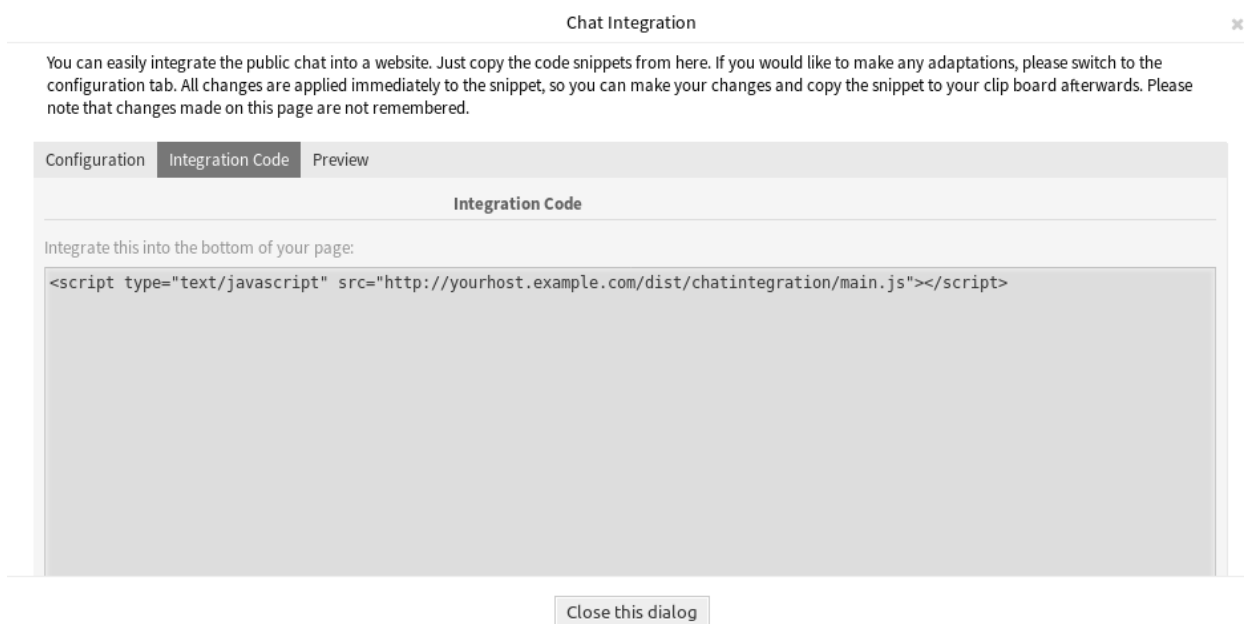 Chat Integration
You can easily integrate the public chat into a website. Just copy the code snippets from here. If you would like to make any adaptations, please switch to the
configuration tab. All changes are applied immediately to the snippet, so you can make your changes and copy the snippet to your clip board afterwards. Please
note that changes made on this page are not remembered.
Configuration Integration Code Preview
Integration Code
Integrate this into the bottom of your page:
<script type="text/javascript" src="http://yourhost.example.com/dist/chatintegration/main.js"></script>
Close this dialog